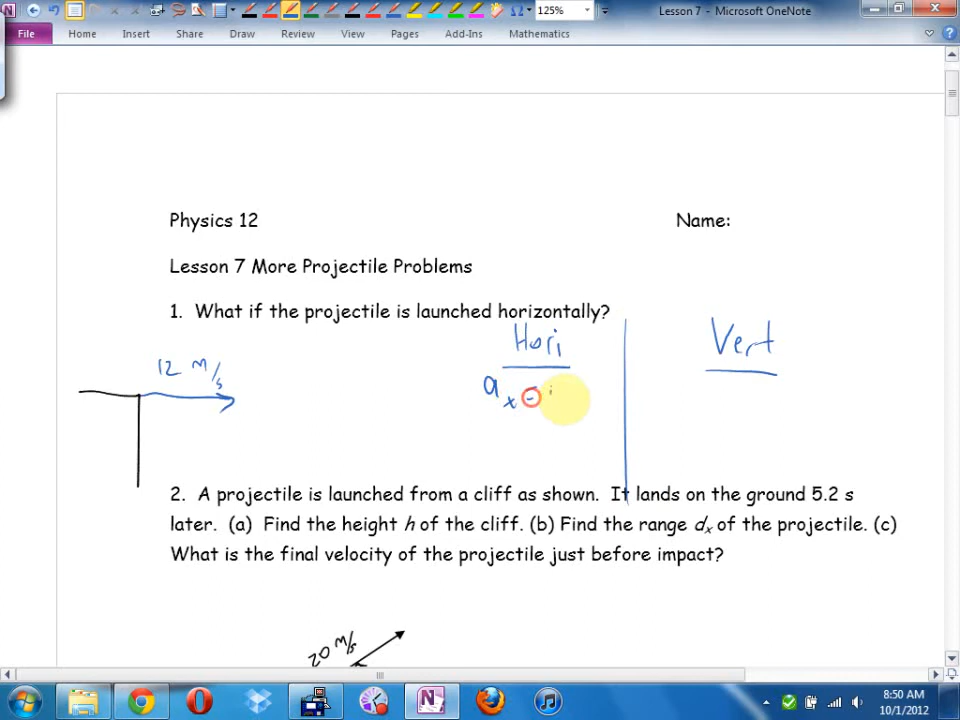 125%
Lesson 7 - Microsoft OneNote
File Home Insert Share Draw Review View Pages Add-Ins Mathematics
Physics 12 Name:
Lesson 7 More Projectile Problems
1. What if the projectile is launched horizontally?
Hori Vert
12 m/s
ax =
2. A projectile is launched from a cliff as shown. It lands on the ground 5.2 s
later. (a) Find the height h of the cliff. (b) Find the range dx of the projectile. (c)
What is the final velocity of the projectile just before impact?
20 m/s
8:50 AM
10/1/2012